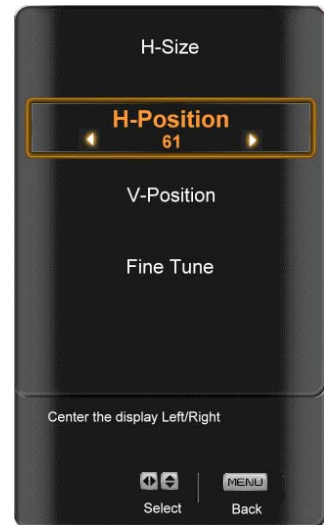 H-Size
H-Position
61
V-Position
Fine Tune
Center the display Left/Right
MENU
Select
Back